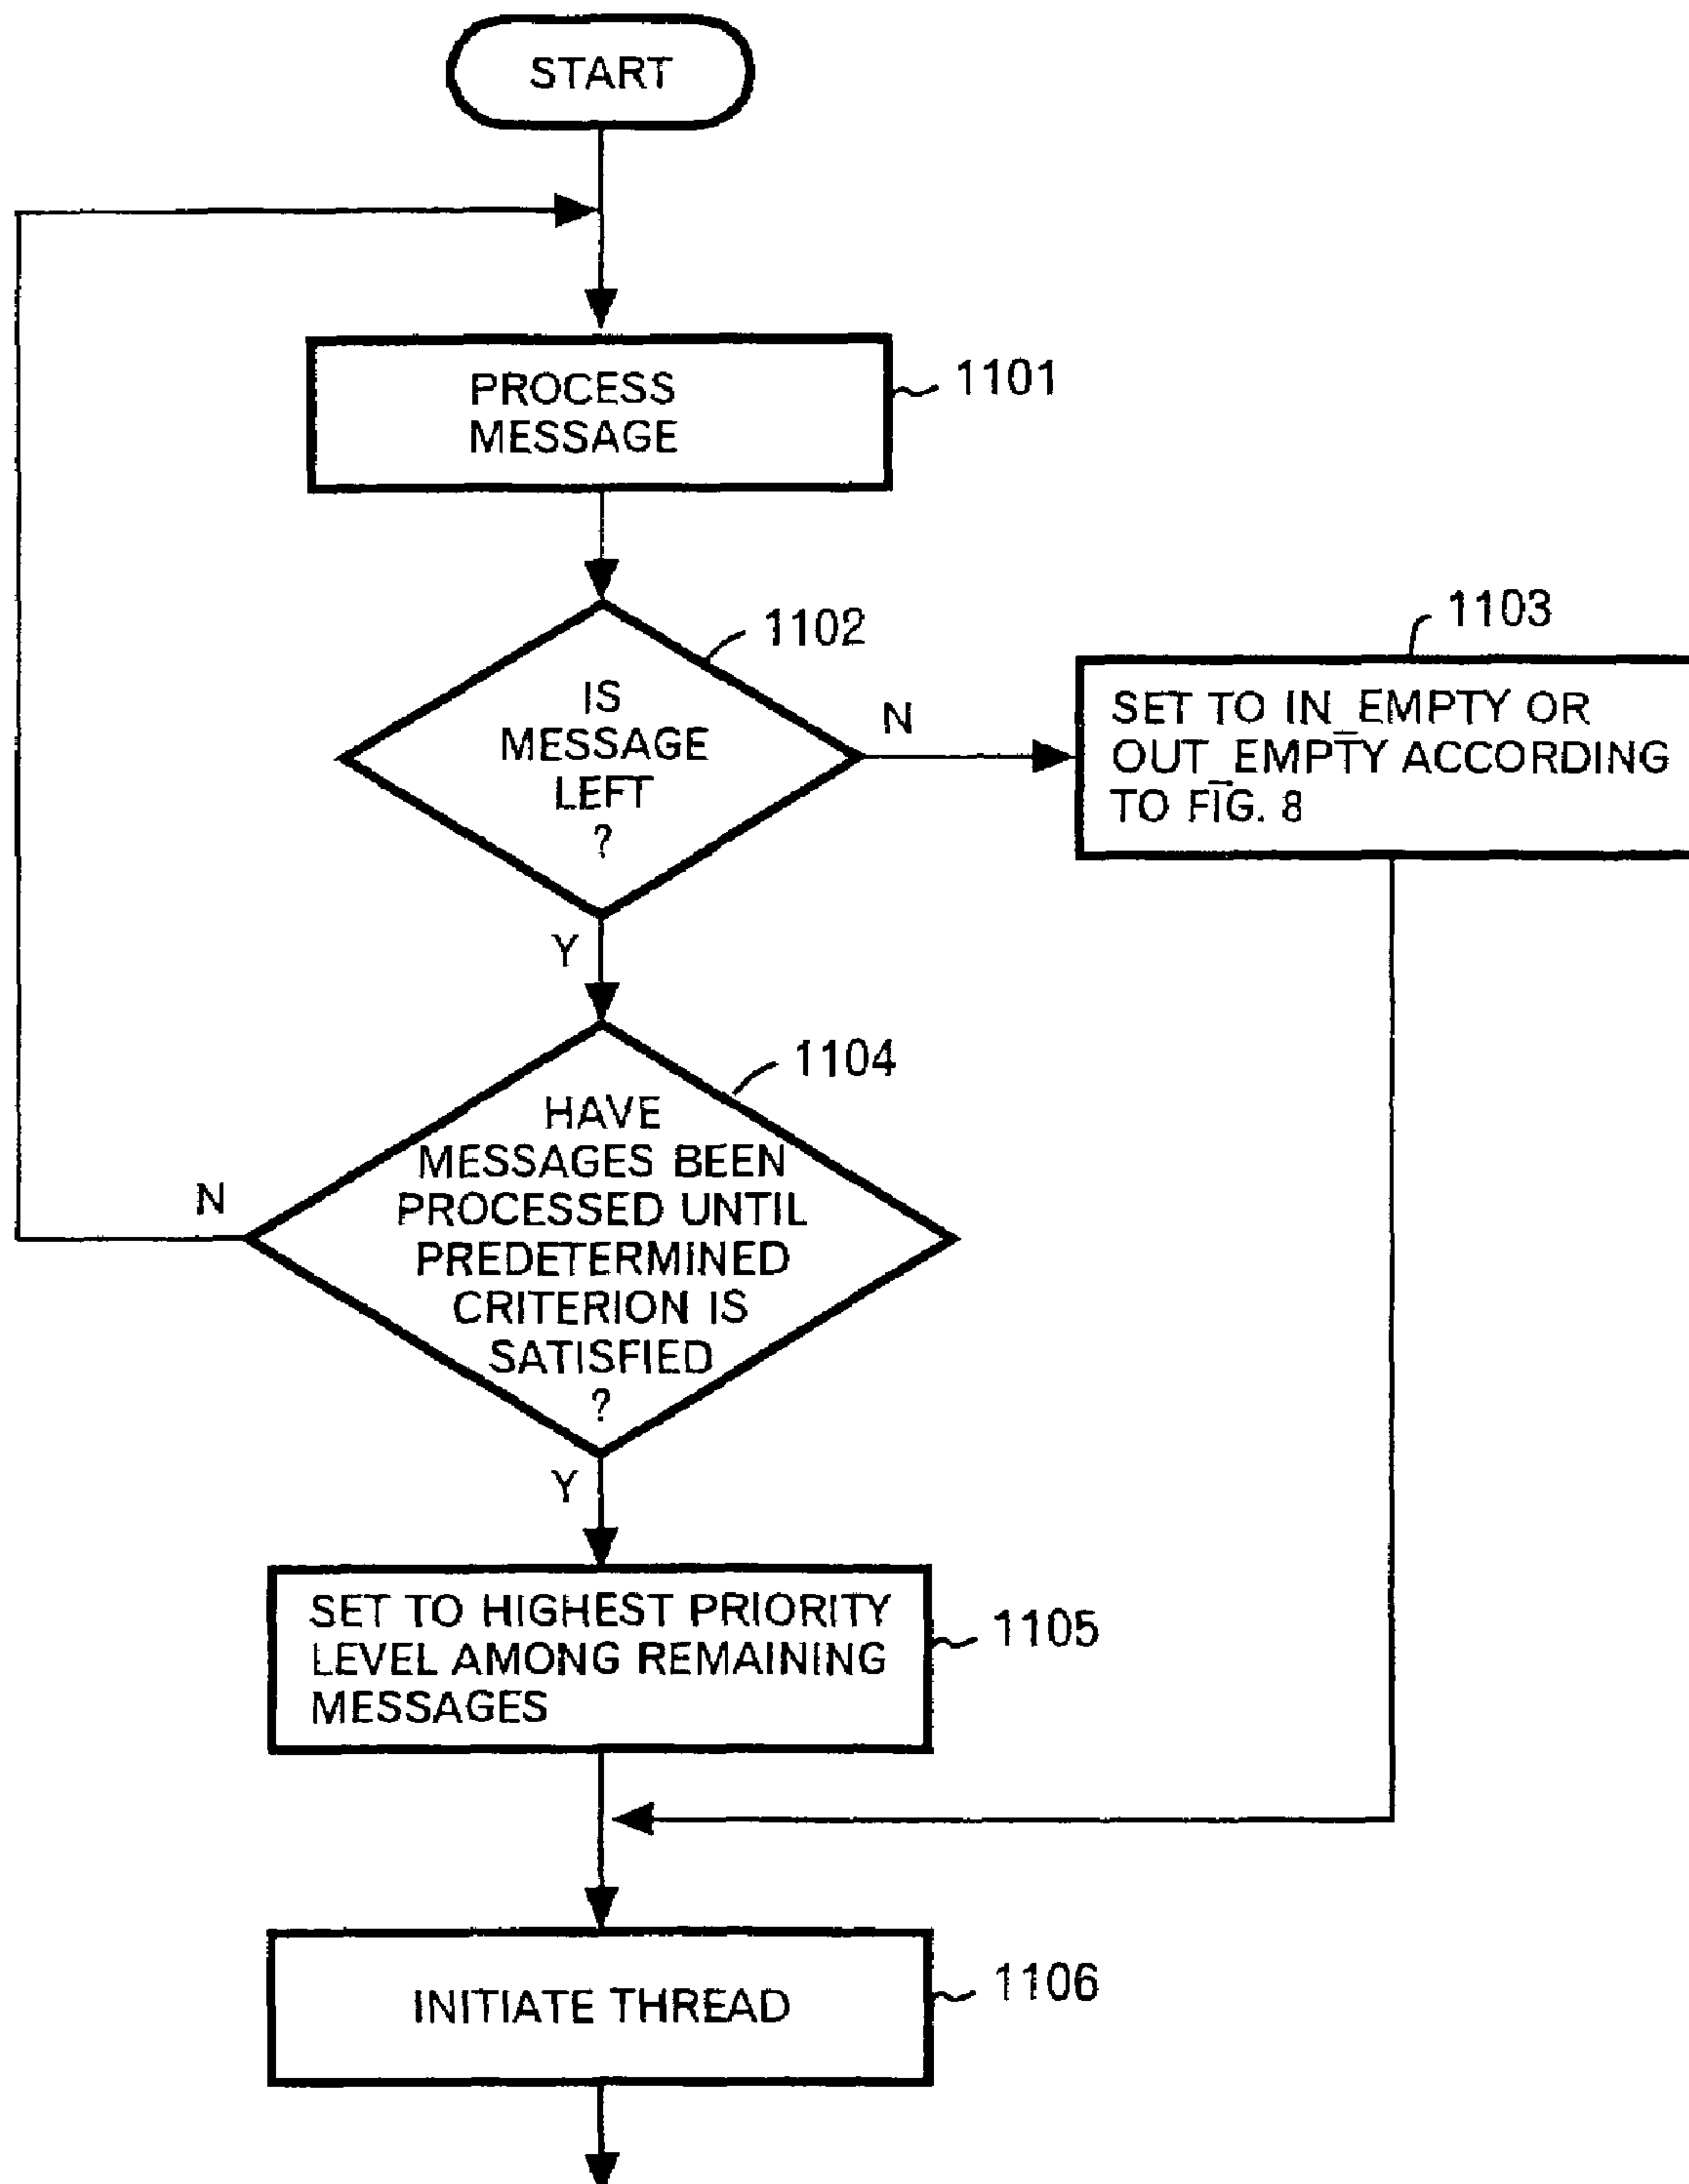 START
PROCESS
MESSAGE
1101
1102
IS
MESSAGE
LEFT
?
N
Y
1103
SET TO IN_EMPTY OR
OUT_EMPTY ACCORDING
TO FIG. 8
1104
HAVE
MESSAGES BEEN
PROCESSED UNTIL
PREDETERMINED
CRITERION IS
SATISFIED
?
N
Y
SET TO HIGHEST PRIORITY
LEVEL AMONG REMAINING
MESSAGES
1105
INITIATE THREAD
1106